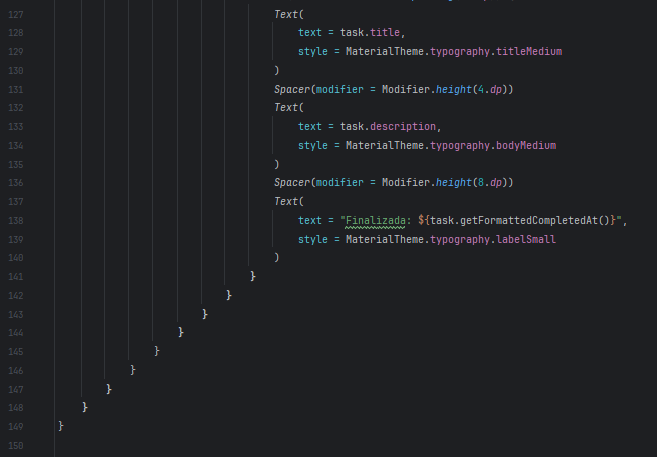 127 Text(
128 text = task.title,
129 style = MaterialTheme.typography.titleMedium
130 )
131 Spacer(modifier = Modifier.height(4.dp))
132 Text(
133 text = task.description,
134 style = MaterialTheme.typography.bodyMedium
135 )
136 Spacer(modifier = Modifier.height(8.dp))
137 Text(
138 text = "Finalizada: ${task.getFormattedCompletedAt()}",
139 style = MaterialTheme.typography.labelSmall
140 )
141 }
142 }
143 }
144 }
145 }
146 }
147 }
148 }
149 }
150